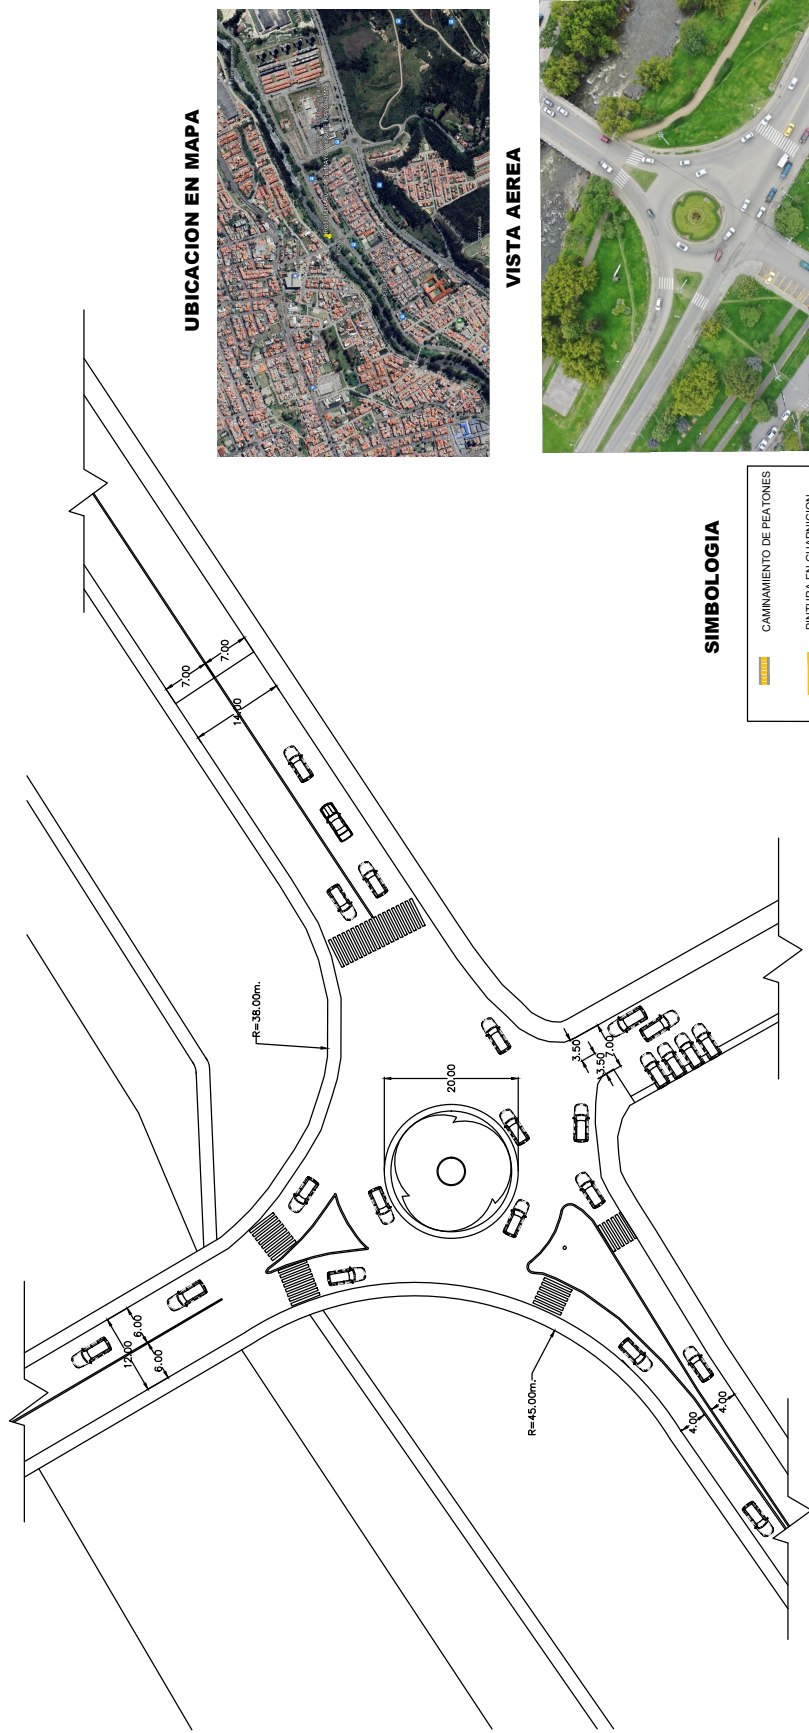 UBICACION EN MAPA
VISTA AEREA
SIMBOLOGIA
CAMINAMIENTO DE PEATONES
7.00
7.00
14.00
R=38.00m.
20.00
3.50
3.50
7.00
6.00
12.00
6.00
R=45.00m.
4.00
4.00